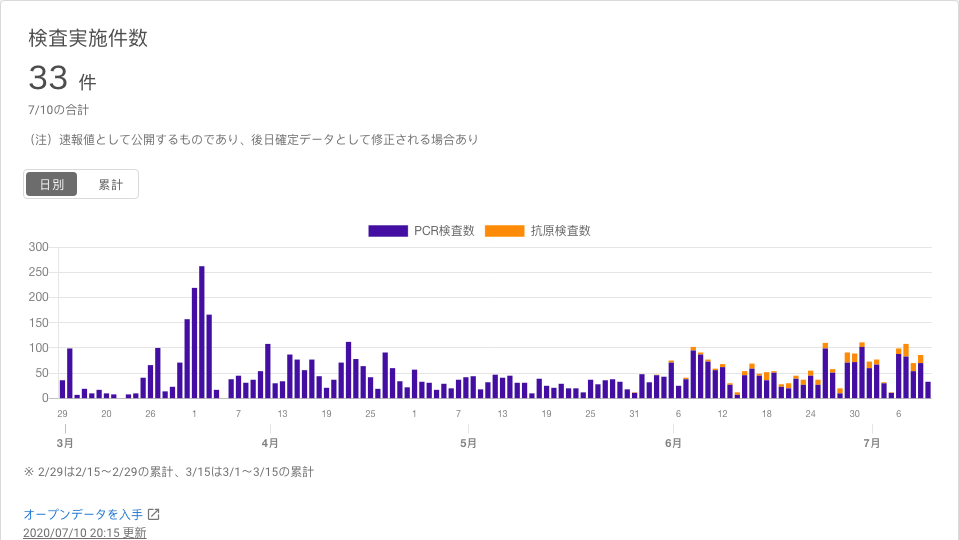 検査実施件数
33 件
7/10の合計
（注）速報値として公開するものであり、後日確定データとして修正される場合あり
日別 累計
PCR検査数 抗原検査数
300
250
200
150
100
50
0
29 20 26 1 7 13 19 25 1 7 13 19 25 31 6 12 18 24 30 6
3月 4月 5月 6月 7月
※ 2/29は2/15〜2/29の累計、3/15は3/1〜3/15の累計
オープンデータを入手
2020/07/10 20:15 更新